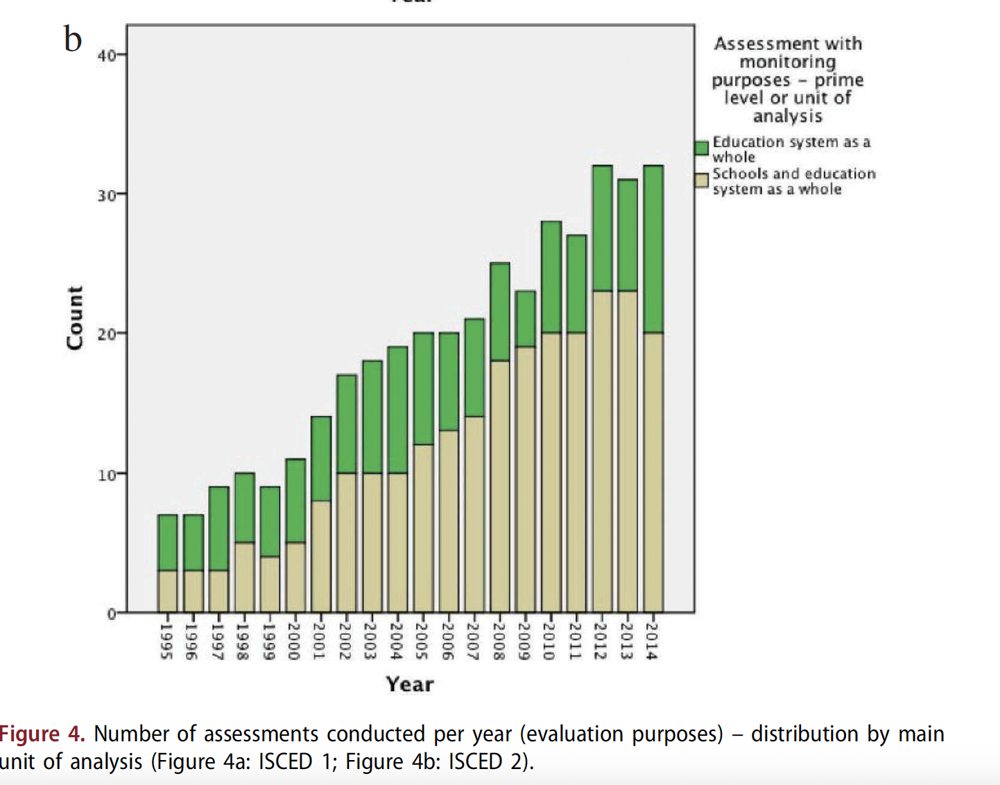 Year
b
Assessment with
monitoring
purposes – prime
level or unit of
analysis
Education system as a
whole
Schools and education
system as a whole
40
30
20
10
0
Count
1995
1996
1997
1998
1999
2000
2001
2002
2003
2004
2005
2006
2007
2008
2009
2010
2011
2012
2013
2014
Year
Figure 4. Number of assessments conducted per year (evaluation purposes) – distribution by main
unit of analysis (Figure 4a: ISCED 1; Figure 4b: ISCED 2).